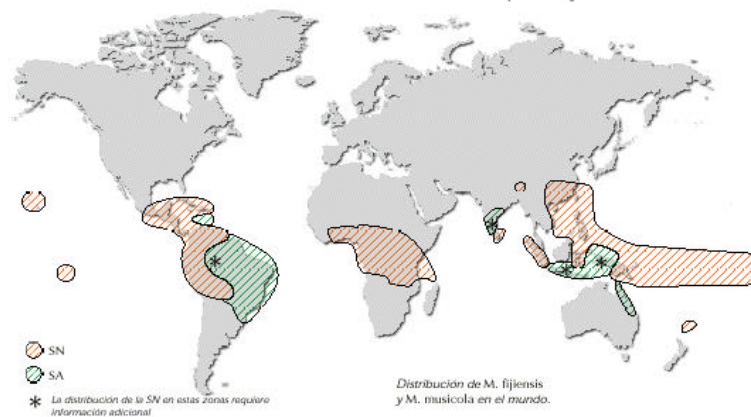 SN
SA
* La distribución de la SN en estas zonas requiere
información adicional
Distribución de M. fijiensis
y M. musicola en el mundo.